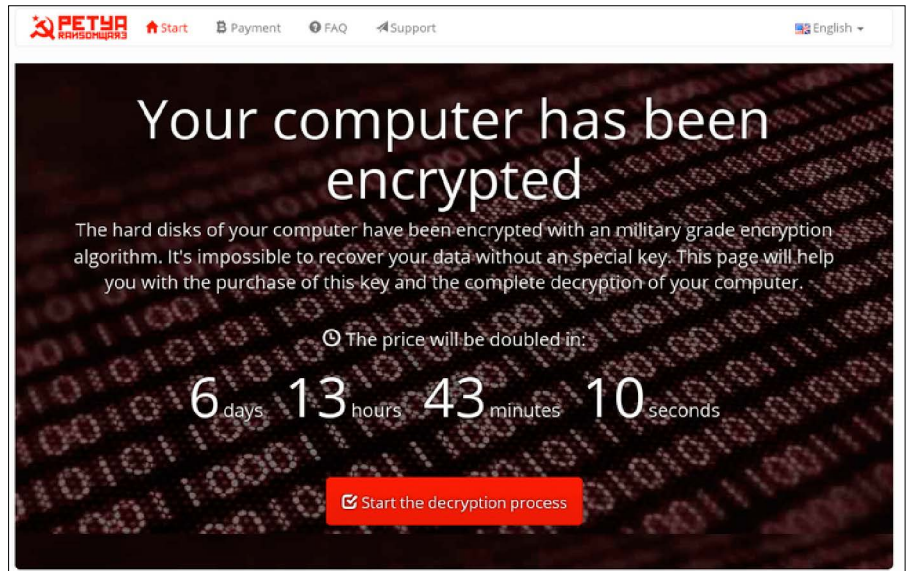 PETYA
RANSOMWAR3
Start
Payment
FAQ
Support
English
Your computer has been
encrypted
The hard disks of your computer have been encrypted with an military grade encryption
algorithm. It's impossible to recover your data without an special key. This page will help
you with the purchase of this key and the complete decryption of your computer.
The price will be doubled in:
6 days 13 hours 43 minutes 10 seconds
Start the decryption process